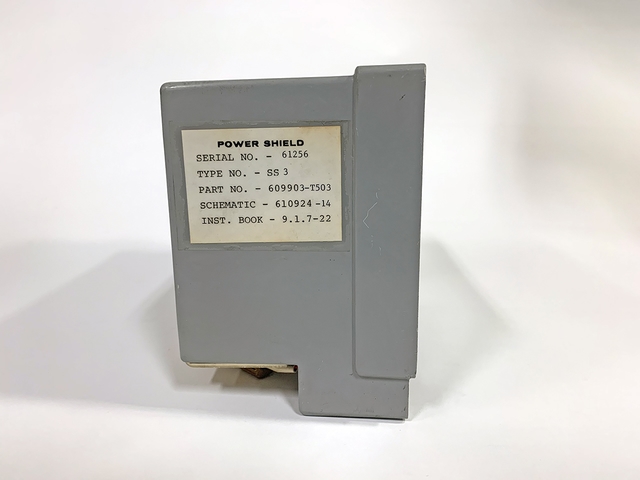 POWER SHIELD
SERIAL NO. - 61256
TYPE NO. - SS 3
PART NO. - 609903-T503
SCHEMATIC - 610924-14
INST. BOOK - 9.1.7-22